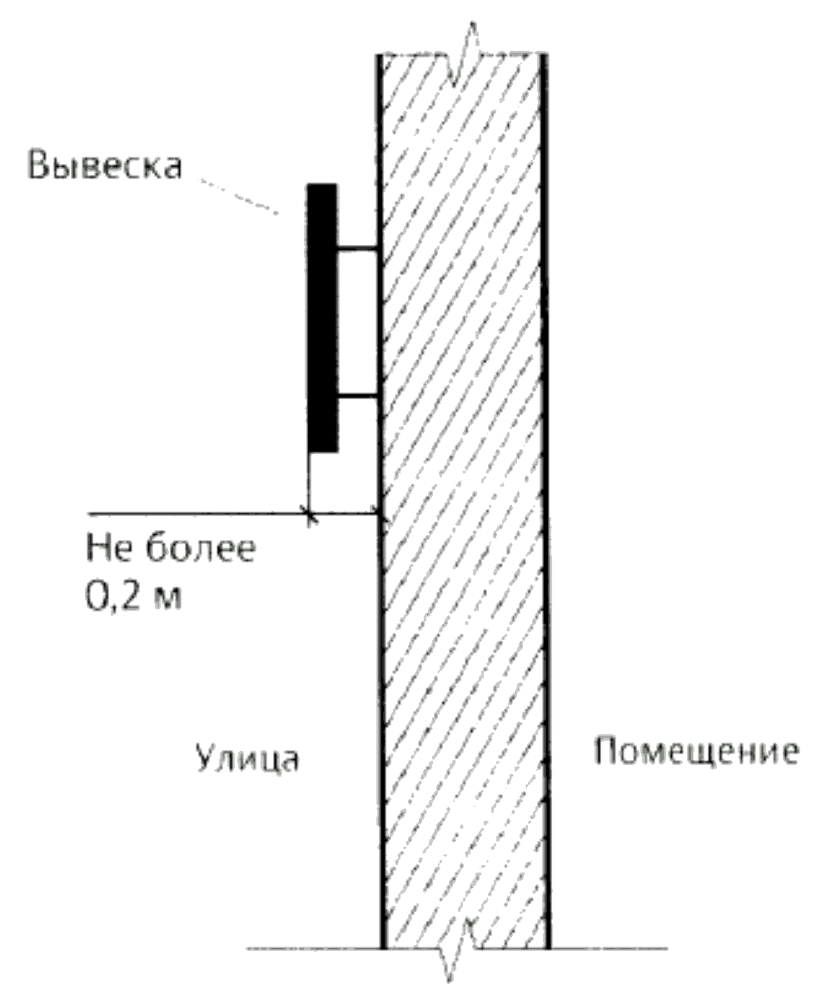 Вывеска
Не более
0,2 м
Улица
Помещение